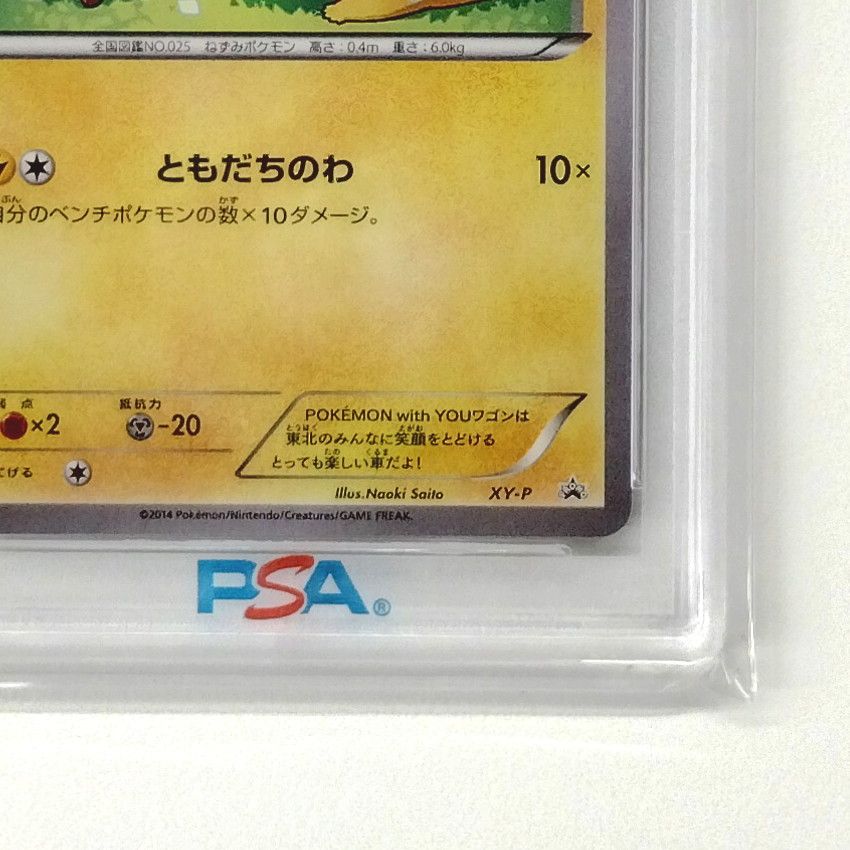 全国図鑑NO.025 ねずみポケモン 高さ:0.4m 重さ:6.0kg
ともだちのわ 10×
自分のベンチポケモンの数×10ダメージ。
弱点 抵抗力
×2 -20
POKÉMON with YOUワゴンは
東北のみんなに笑顔をとどける
とっても楽しい車だよ!
Illus.Naoki Saito XY-P
©2014 Pokémon/Nintendo/Creatures/GAME FREAK.
PSA®